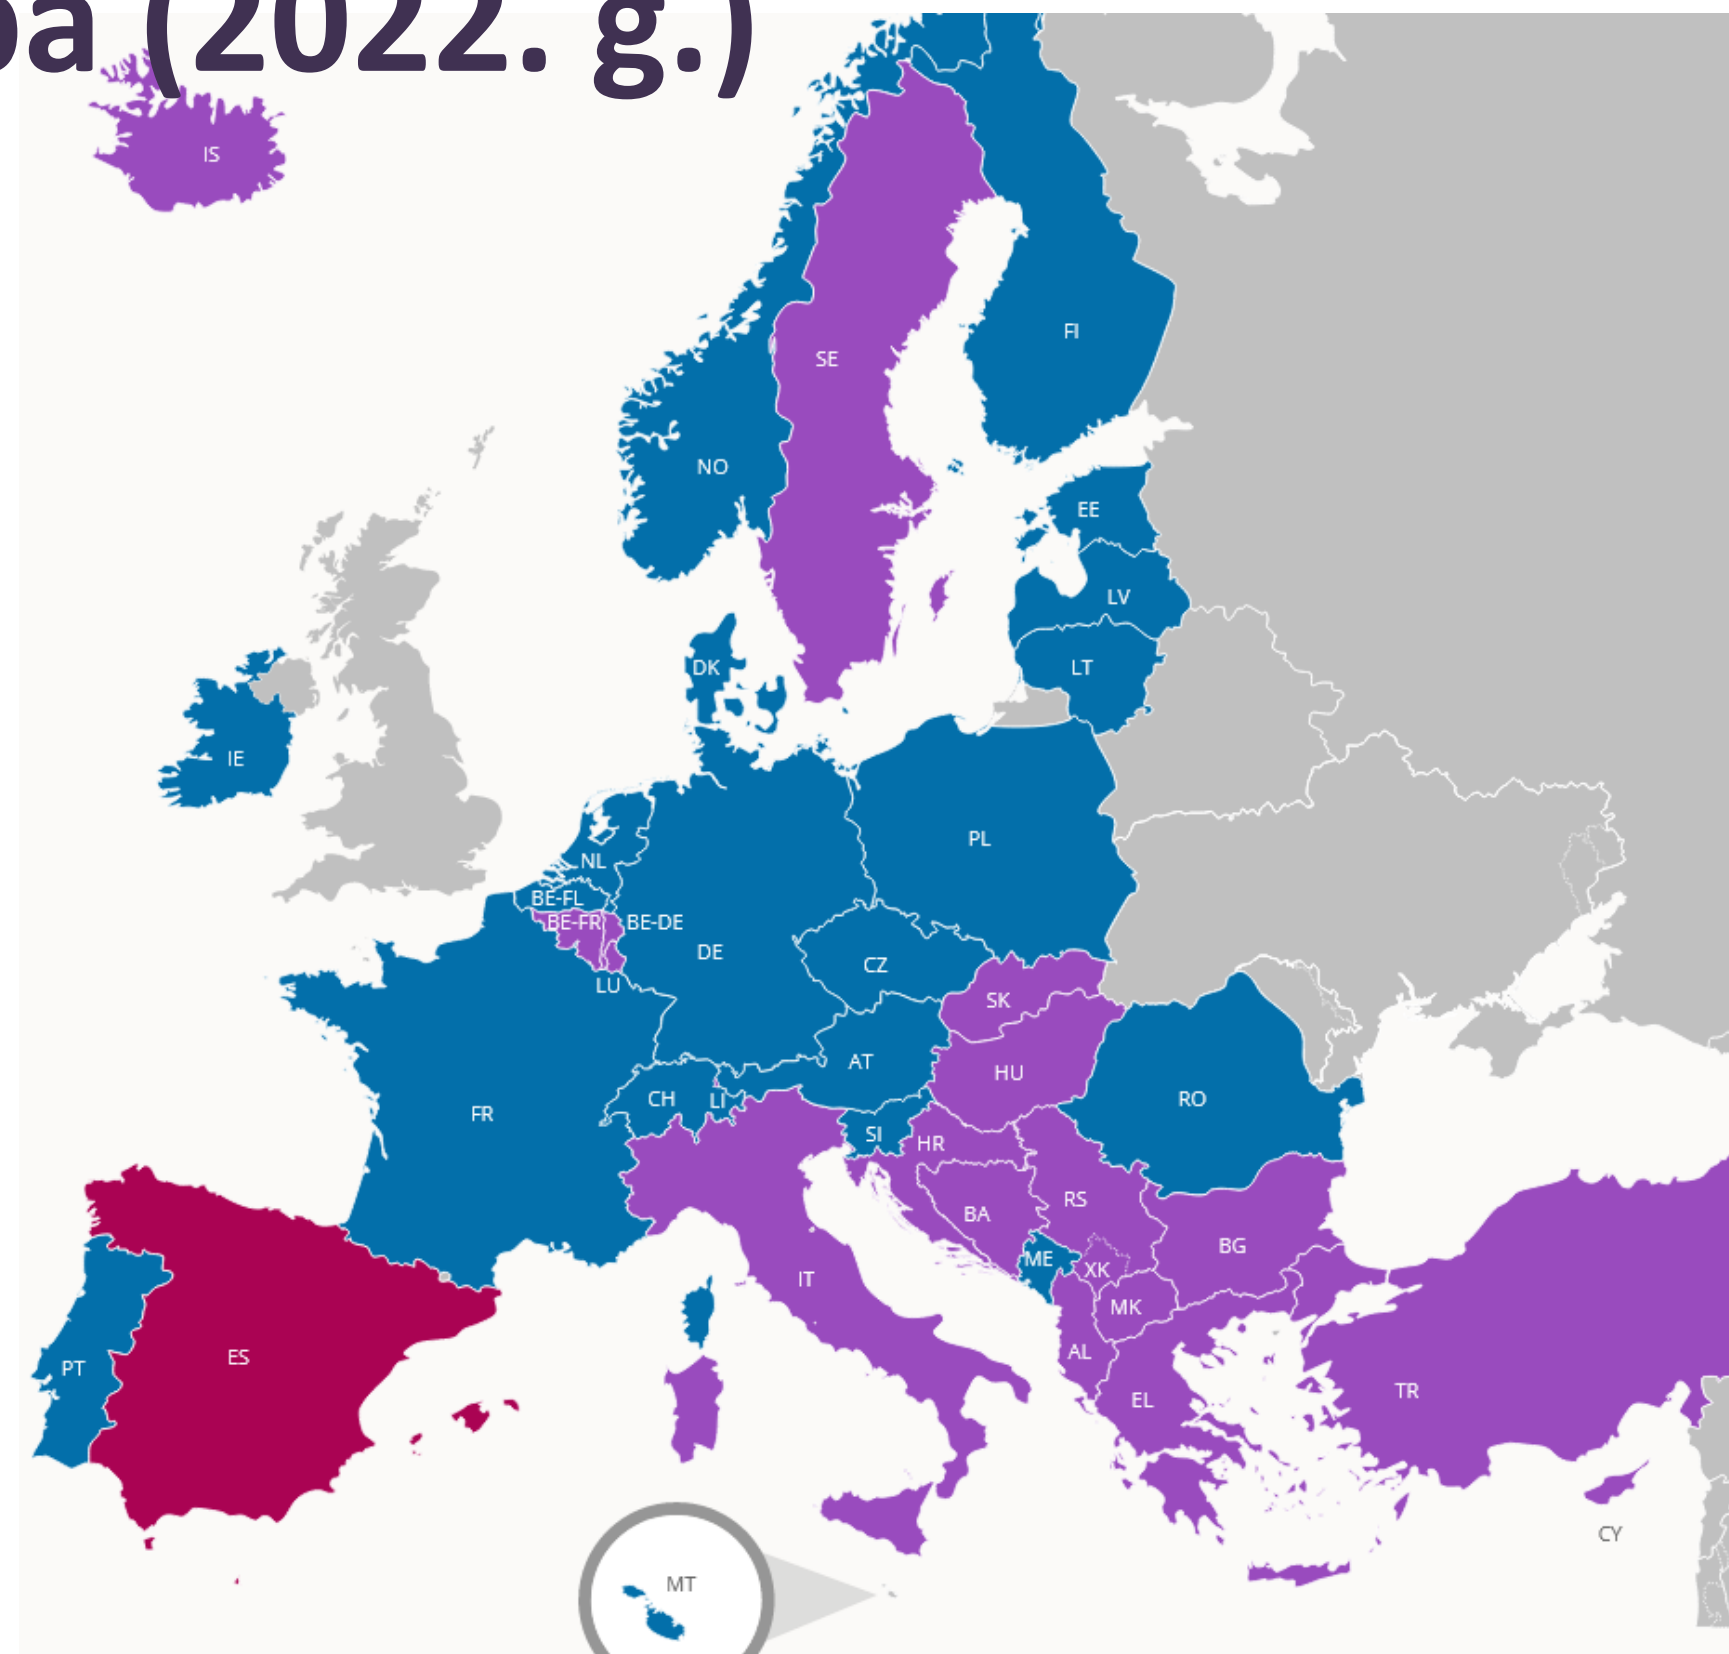 (2022. g.)
IS
SE
FI
NO
EE
LV
LT
DK
IE
PL
NL
BE-FL
BE-FR
BE-DE
DE
CZ
LU
SK
AT
HU
CH
LI
FR
RO
SI
HR
RS
BA
BG
ME
XK
IT
MK
AL
ES
PT
EL
TR
CY
MT